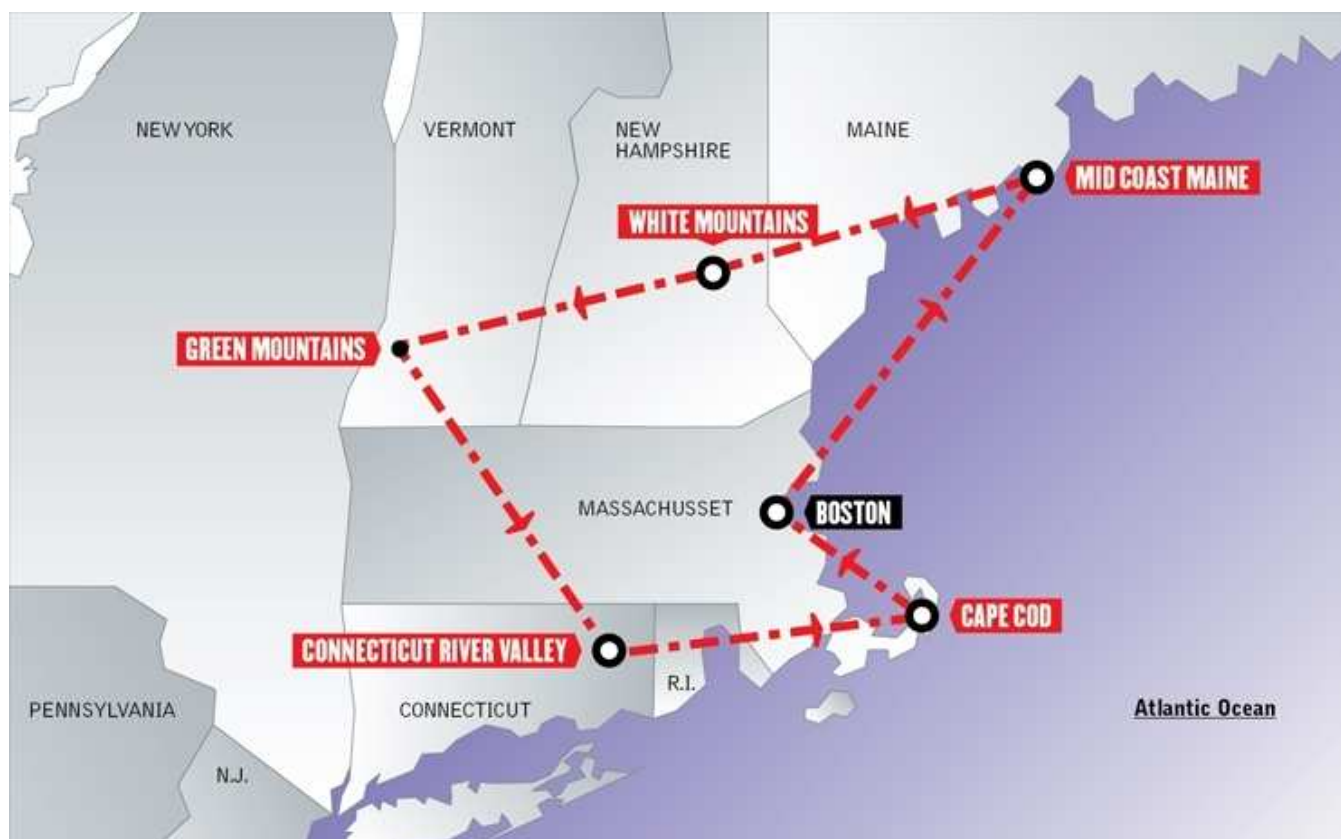 NEW YORK
VERMONT
NEW
HAMPSHIRE
MAINE
MID COAST MAINE
WHITE MOUNTAINS
GREEN MOUNTAINS
MASSACHUSSET
BOSTON
CAPE COD
CONNECTICUT RIVER VALLEY
R.I.
PENNSYLVANIA
CONNECTICUT
Atlantic Ocean
N.J.